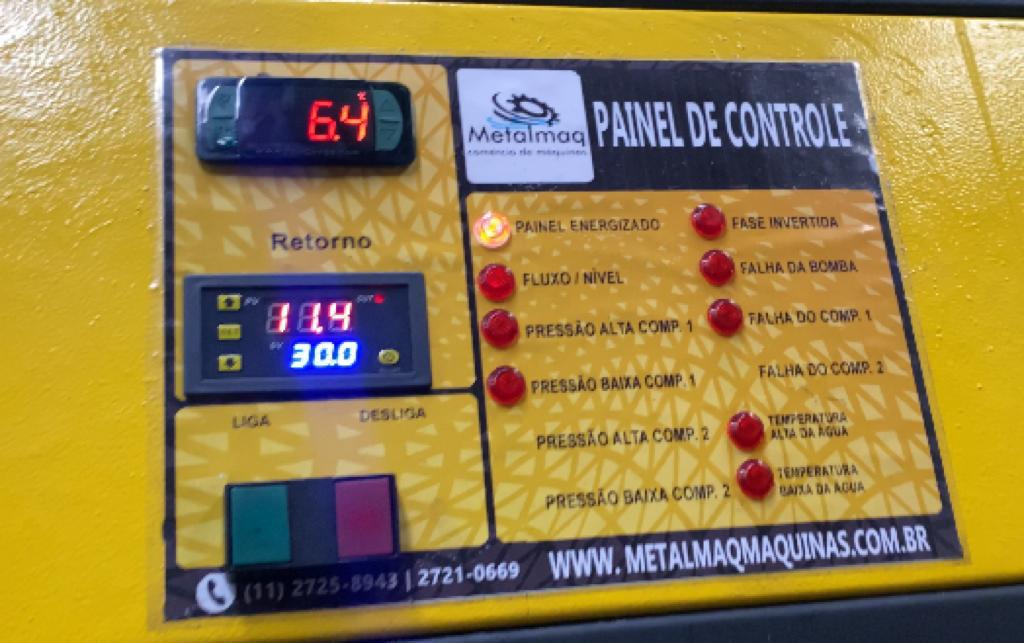 6.4
°C
Retorno
PV
OUT
11.4
SV
30.0
LIGA
DESLIGA
Metalmaq
comércio de máquinas
PAINEL DE CONTROLE
PAINEL ENERGIZADO
FLUXO / NÍVEL
PRESSÃO ALTA COMP. 1
PRESSÃO BAIXA COMP. 1
PRESSÃO ALTA COMP. 2
PRESSÃO BAIXA COMP. 2
FASE INVERTIDA
FALHA DA BOMBA
FALHA DO COMP. 1
FALHA DO COMP. 2
TEMPERATURA
ALTA DA ÁGUA
TEMPERATURA
BAIXA DA ÁGUA
(11) 2725-8943 | 2721-0669
WWW. METALMAQMAQUINAS.COM.BR